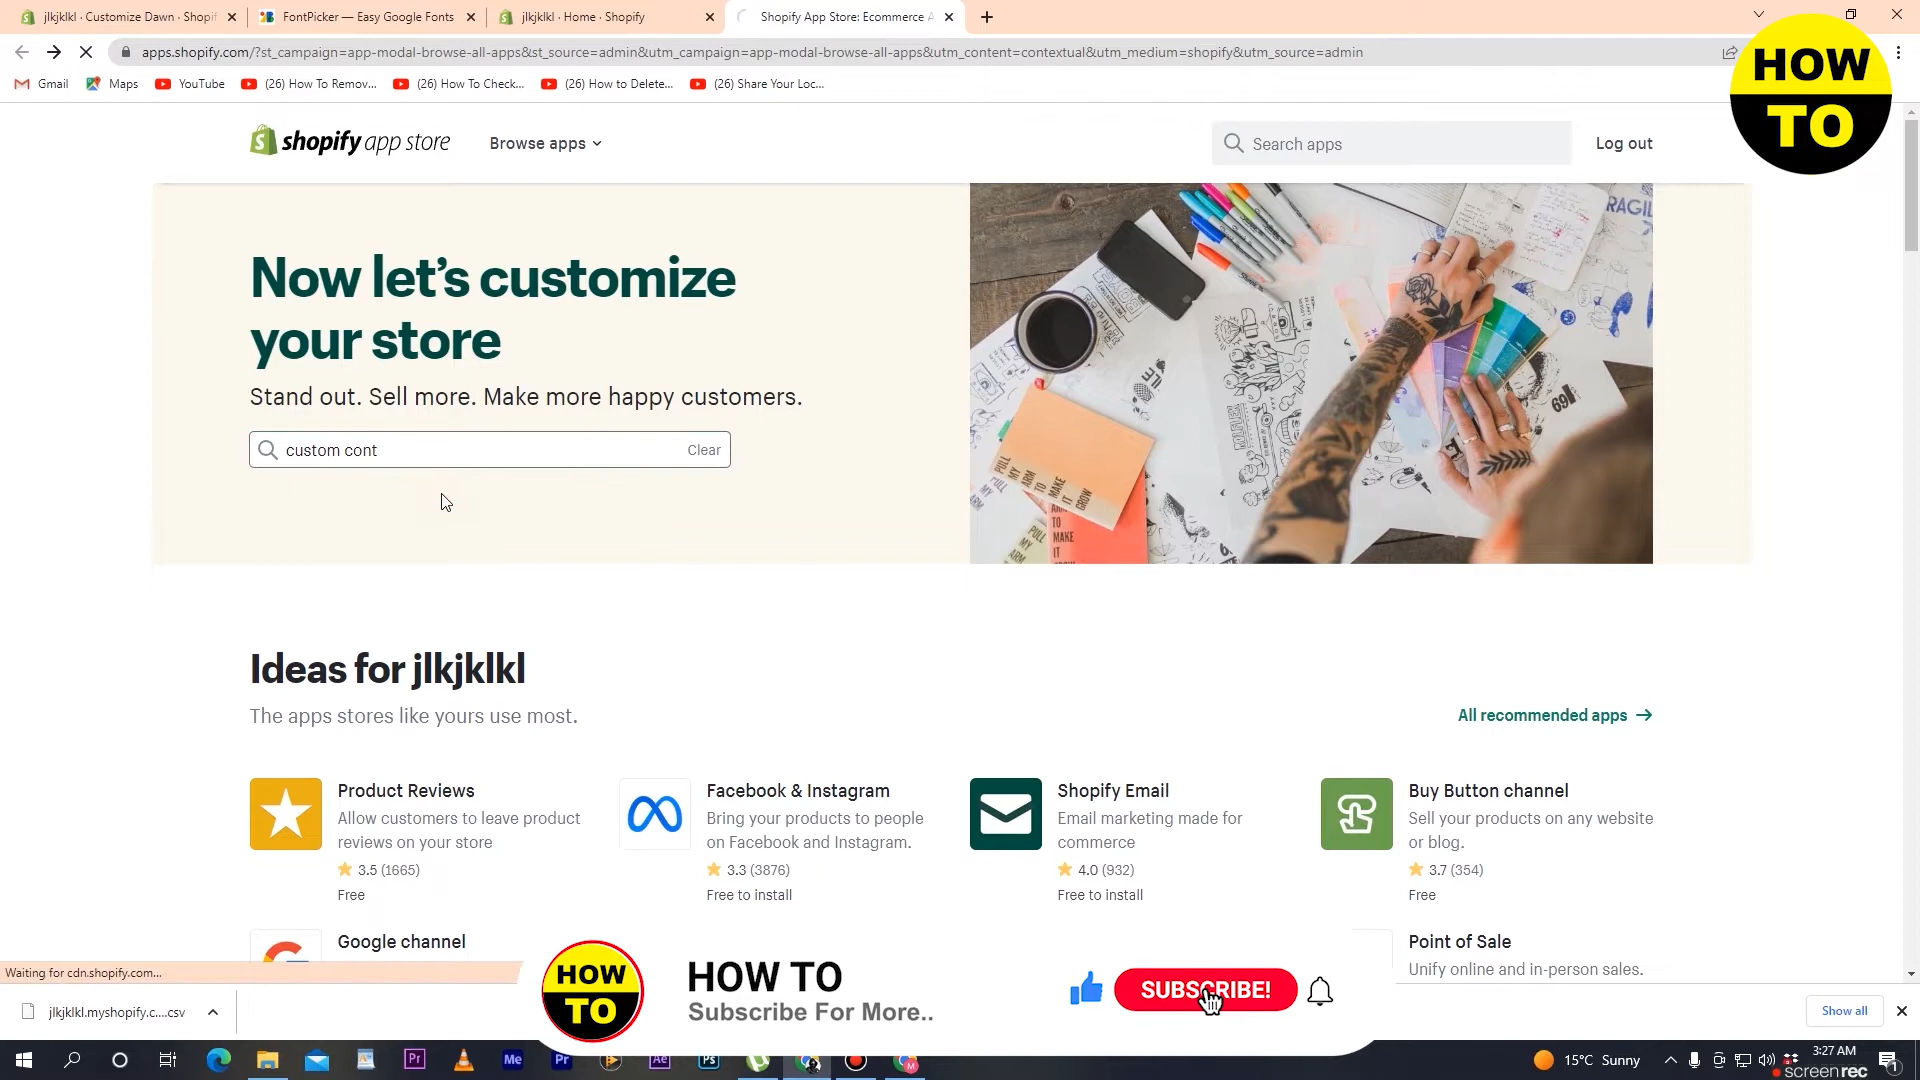 jlkjklkl · Customize Dawn · Shopif
FontPicker — Easy Google Fonts
jlkjklkl · Home · Shopify
Shopify App Store: Ecommerce A
apps.shopify.com/?st_campaign=app-modal-browse-all-apps&st_source=admin&utm_campaign=app-modal-browse-all-apps&utm_content=contextual&utm_medium=shopify&utm_source=admin
Gmail
Maps
YouTube
(26) How To Remov...
(26) How To Check...
(26) How to Delete...
(26) Share Your Loc...
HOW
TO
shopify app store
Browse apps
Search apps
Log out
Now let's customize
your store
Stand out. Sell more. Make more happy customers.
custom cont
Clear
Ideas for jlkjklkl
The apps stores like yours use most.
All recommended apps
Product Reviews
Allow customers to leave product
reviews on your store
3.5 (1665)
Free
Facebook & Instagram
Bring your products to people
on Facebook and Instagram.
3.3 (3876)
Free to install
Shopify Email
Email marketing made for
commerce
4.0 (932)
Free to install
Buy Button channel
Sell your products on any website
or blog.
3.7 (354)
Free
Google channel
Point of Sale
Unify online and in-person sales.
Waiting for cdn.shopify.com...
jlkjklkl.myshopify.c....csv
HOW
TO
HOW TO
Subscribe For More..
SUBSCRIBE!
Show all
15°C Sunny
3:27 AM
screenrec